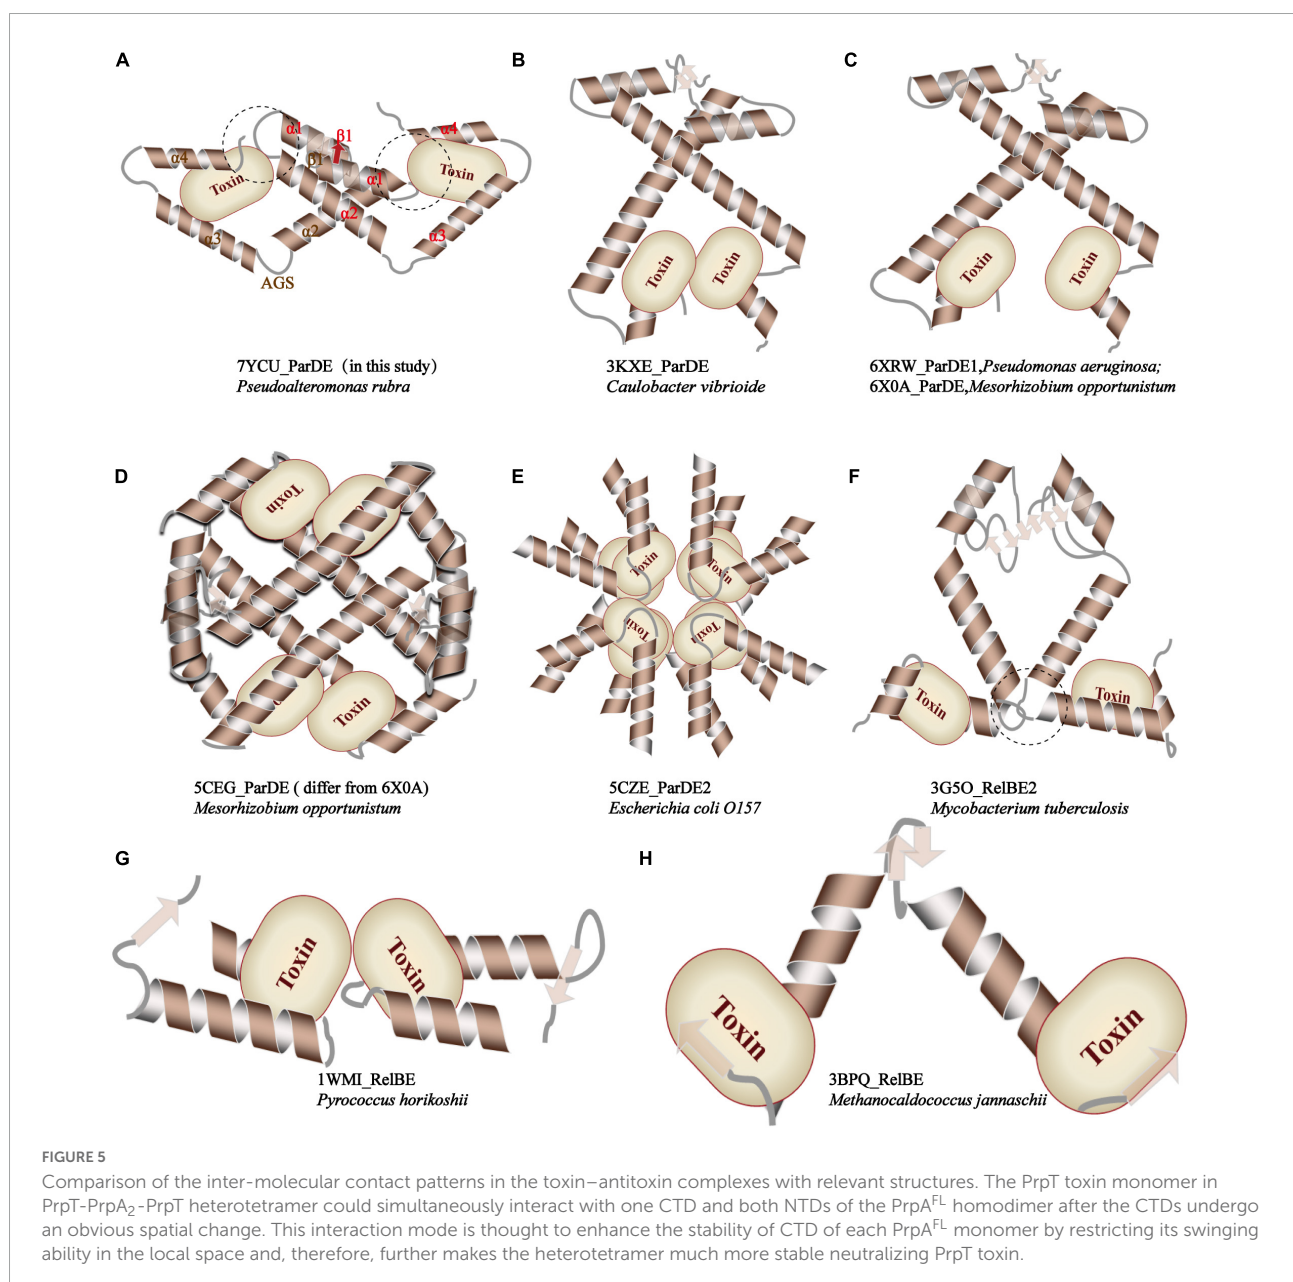 A
B
C
α1
β1
α4
α4
β1
Toxin
Toxin
α1
α2
α2
α3
α3
AGS
Toxin
Toxin
Toxin
Toxin
7YCU_ParDE（in this study）
Pseudoalteromonas rubra
3KXE_ParDE
Caulobacter vibrioide
6XRW_ParDE1,Pseudomonas aeruginosa;
6X0A_ParDE,Mesorhizobium opportunistum
D
E
F
Toxin
Toxin
Toxin
Toxin
Toxin
Toxin
Toxin
Toxin
5CEG_ParDE ( differ from 6X0A)
Mesorhizobium opportunistum
5CZE_ParDE2
Escherichia coli O157
3G5O_RelBE2
Mycobacterium tuberculosis
G
H
Toxin
Toxin
Toxin
Toxin
1WMI_RelBE
Pyrococcus horikoshii
3BPQ_RelBE
Methanocaldococcus jannaschii
FIGURE 5
Comparison of the inter-molecular contact patterns in the toxin–antitoxin complexes with relevant structures. The PrpT toxin monomer in
PrpT-PrpA₂-PrpT heterotetramer could simultaneously interact with one CTD and both NTDs of the PrpAᶠᴸ homodimer after the CTDs undergo
an obvious spatial change. This interaction mode is thought to enhance the stability of CTD of each PrpAᶠᴸ monomer by restricting its swinging
ability in the local space and, therefore, further makes the heterotetramer much more stable neutralizing PrpT toxin.